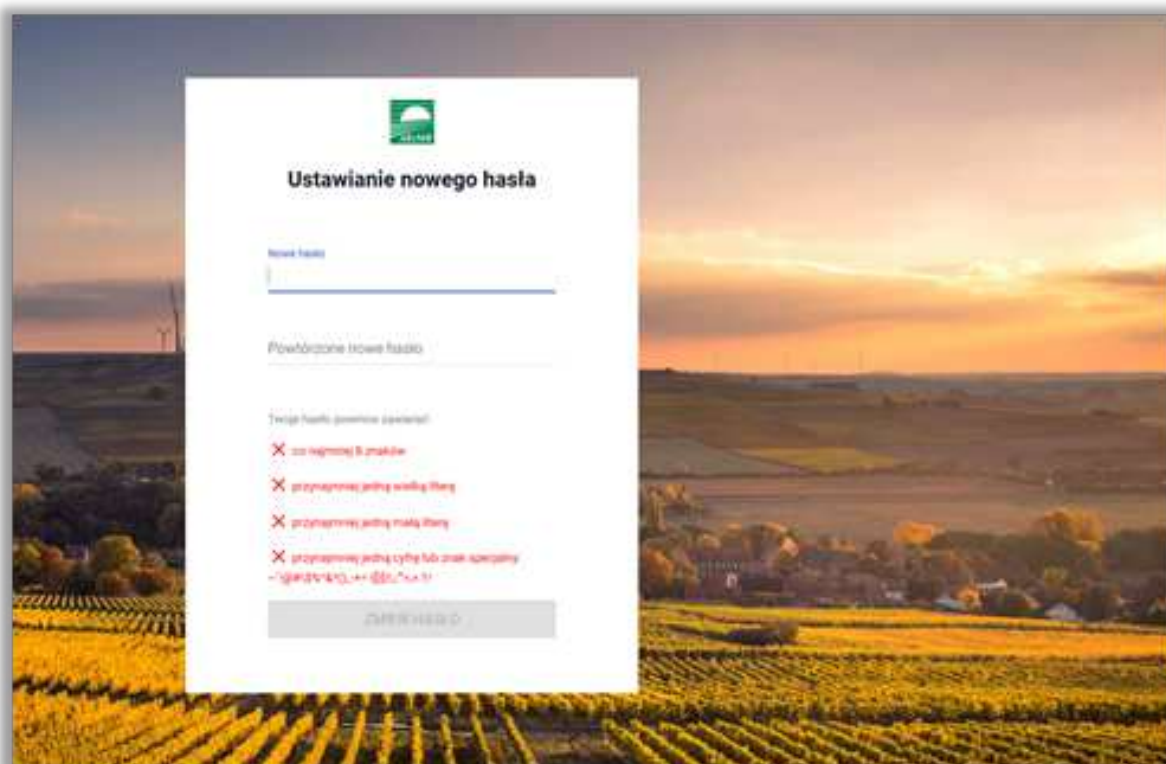 Ustawianie nowego hasła
Nowe hasło
Powtórzone nowe hasło
Twoje hasło powinno zawierać:
co najmniej 8 znaków
przynajmniej jedną wielką literę
przynajmniej jedną małą literę
przynajmniej jedną cyfrę lub znak specjalny
ZMIEŃ HASŁO